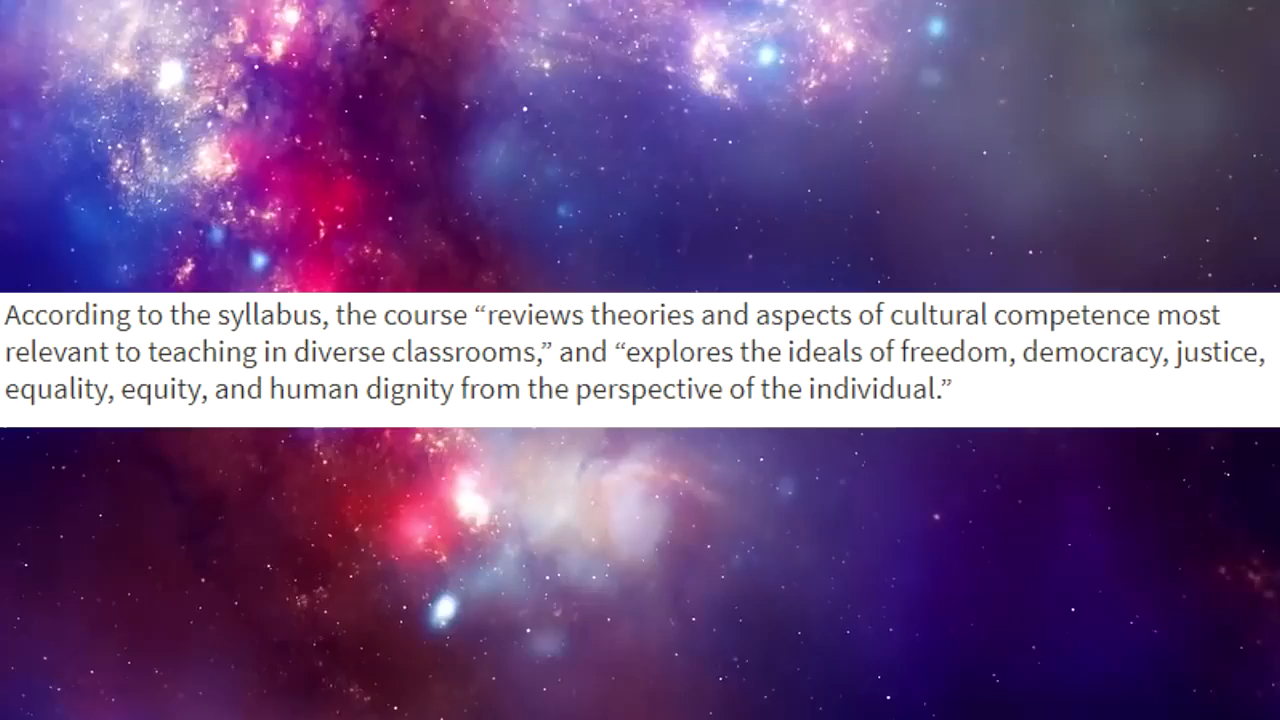 According to the syllabus, the course “reviews theories and aspects of cultural competence most
relevant to teaching in diverse classrooms,” and “explores the ideals of freedom, democracy, justice,
equality, equity, and human dignity from the perspective of the individual.”